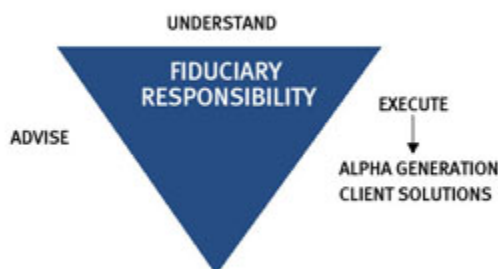 UNDERSTAND
FIDUCIARY
RESPONSIBILITY
ADVISE
EXECUTE
ALPHA GENERATION
CLIENT SOLUTIONS